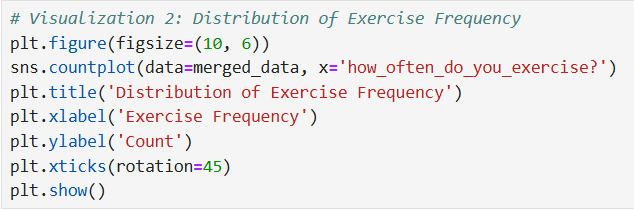 # Visualization 2: Distribution of Exercise Frequency
plt.figure(figsize=(10, 6))
sns.countplot(data=merged_data, x='how_often_do_you_exercise?')
plt.title('Distribution of Exercise Frequency')
plt.xlabel('Exercise Frequency')
plt.ylabel('Count')
plt.xticks(rotation=45)
plt.show()